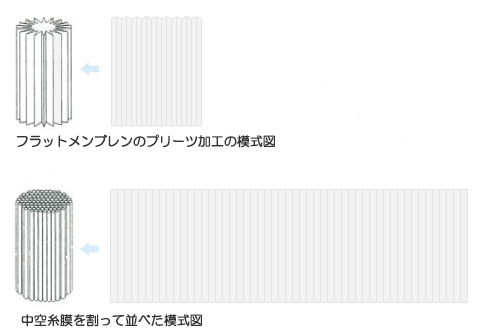 フラットメンブレンのプリーツ加工の模式図
中空糸膜を割って並べた模式図